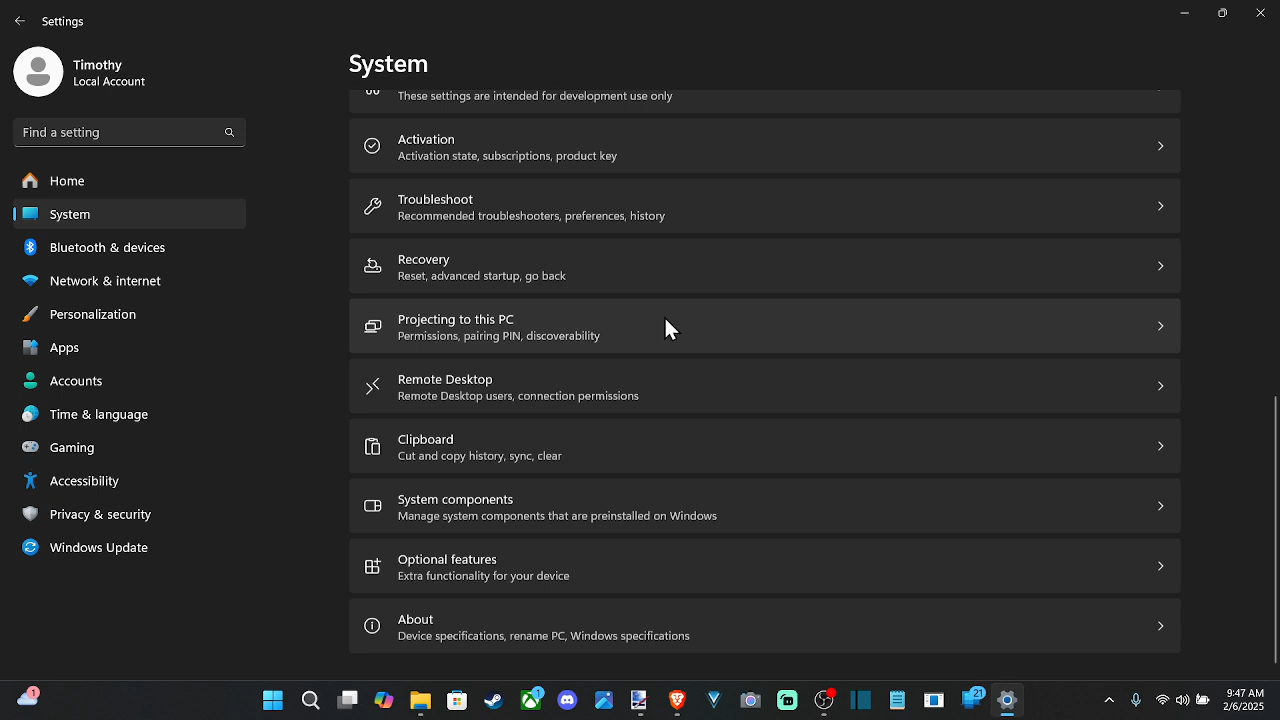 Settings
Timothy
Local Account
Find a setting
Home
System
Bluetooth & devices
Network & internet
Personalization
Apps
Accounts
Time & language
Gaming
Accessibility
Privacy & security
Windows Update
System
These settings are intended for development use only
Activation
Activation state, subscriptions, product key
Troubleshoot
Recommended troubleshooters, preferences, history
Recovery
Reset, advanced startup, go back
Projecting to this PC
Permissions, pairing PIN, discoverability
Remote Desktop
Remote Desktop users, connection permissions
Clipboard
Cut and copy history, sync, clear
System components
Manage system components that are preinstalled on Windows
Optional features
Extra functionality for your device
About
Device specifications, rename PC, Windows specifications
1
1
21
9:47 AM
2/6/2025